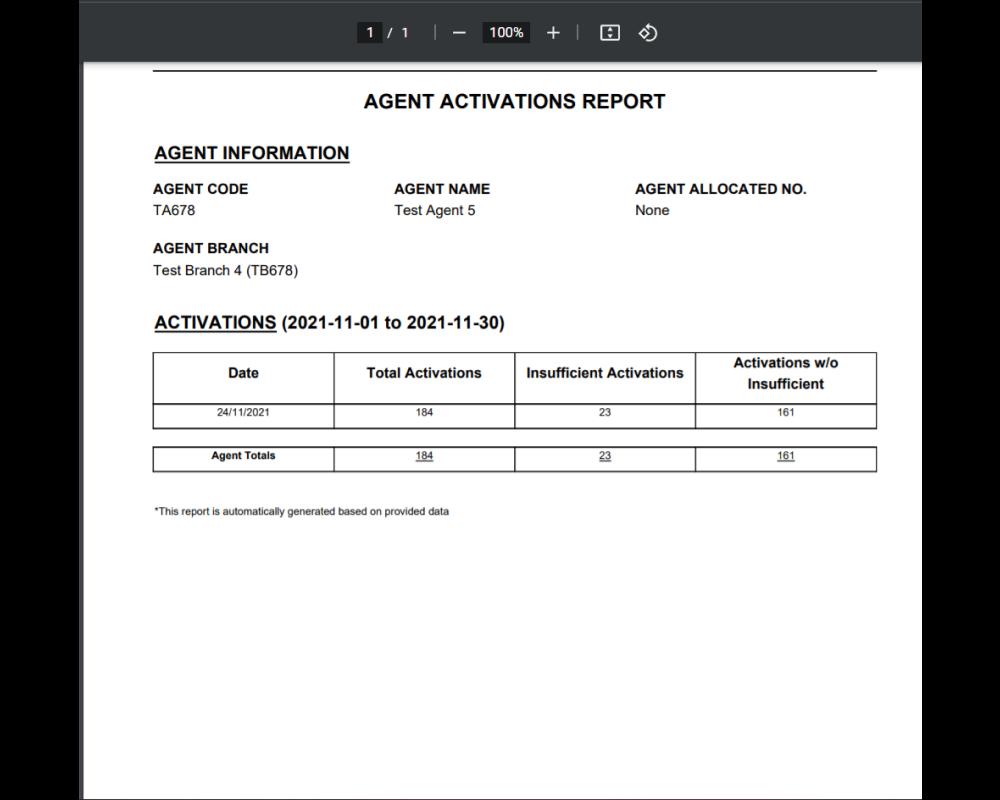 1 / 1 100%
AGENT ACTIVATIONS REPORT
AGENT INFORMATION
AGENT CODE AGENT NAME AGENT ALLOCATED NO.
TA678 Test Agent 5 None
AGENT BRANCH
Test Branch 4 (TB678)
ACTIVATIONS (2021-11-01 to 2021-11-30)
Date Total Activations Insufficient Activations Activations w/o
Insufficient
24/11/2021 184 23 161
Agent Totals 184 23 161
*This report is automatically generated based on provided data